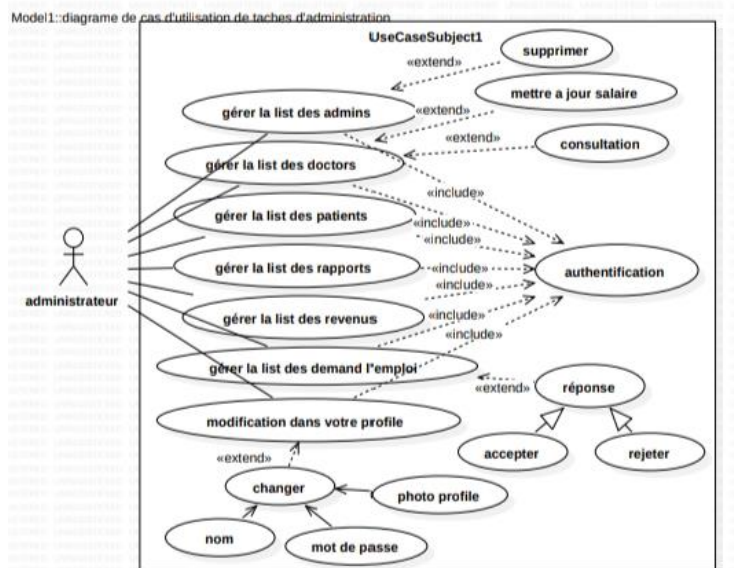 Model1::diagrame de cas d'utilisation de taches d'administration
UseCaseSubject1
supprimer
«extend»
mettre a jour salaire
gérer la list des admins
«extend»
«extend»
consultation
gérer la list des doctors
«include»
gérer la list des patients
«include»
«include»
administrateur
gérer la list des rapports
«include»
authentification
«include»
gérer la list des revenus
«include»
«include»
gérer la list des demand l'emploi
«extend»
réponse
modification dans votre profile
accepter
rejeter
«extend»
changer
photo profile
nom
mot de passe